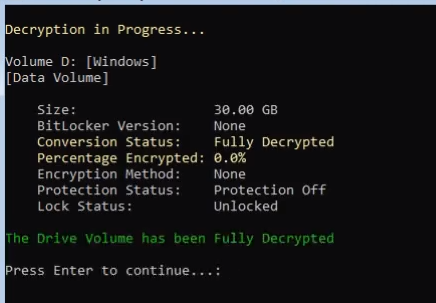 Decryption in Progress...
Volume D: [Windows]
[Data Volume]
Size: 30.00 GB
BitLocker Version: None
Conversion Status: Fully Decrypted
Percentage Encrypted: 0.0%
Encryption Method: None
Protection Status: Protection Off
Lock Status: Unlocked
The Drive Volume has been Fully Decrypted
Press Enter to continue...: